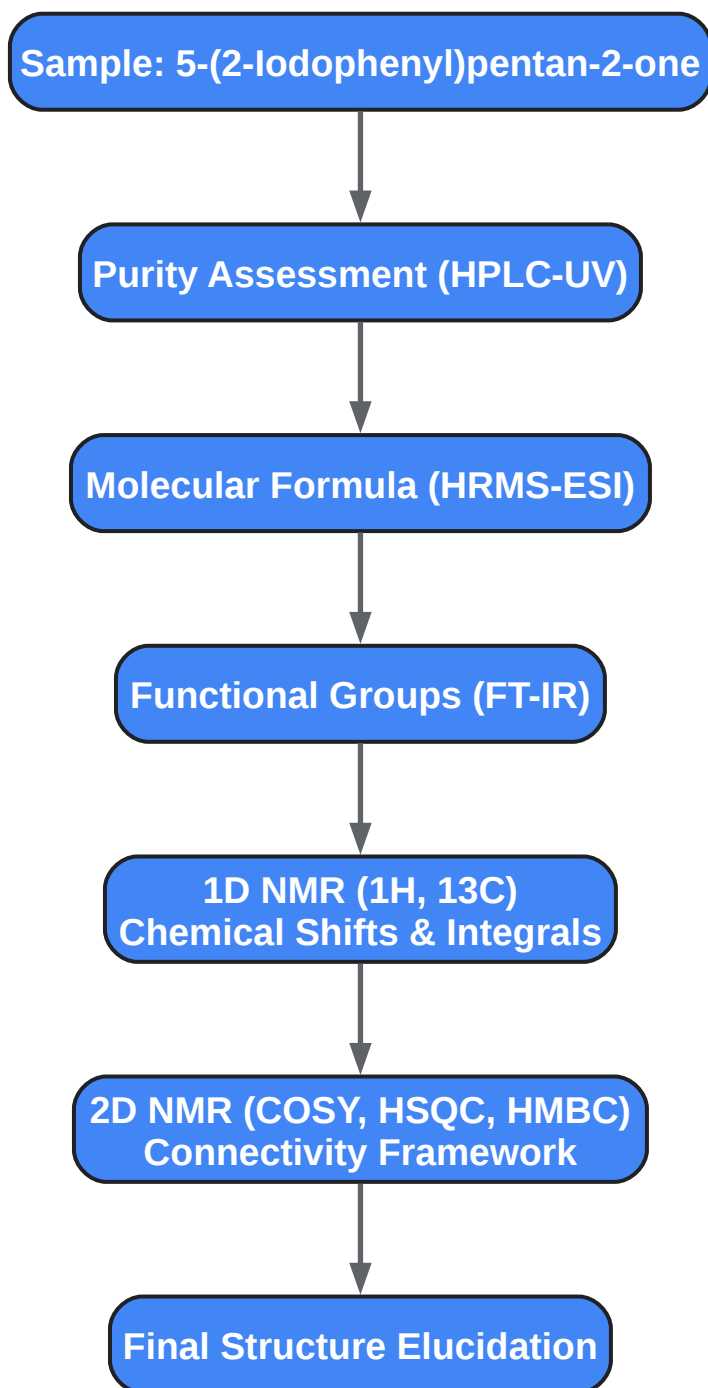 Sample: 5-(2-Iodophenyl)pentan-2-one
Purity Assessment (HPLC-UV)
Molecular Formula (HRMS-ESI)
Functional Groups (FT-IR)
1D NMR (1H, 13C)
Chemical Shifts & Integrals
2D NMR (COSY, HSQC, HMBC)
Connectivity Framework
Final Structure Elucidation